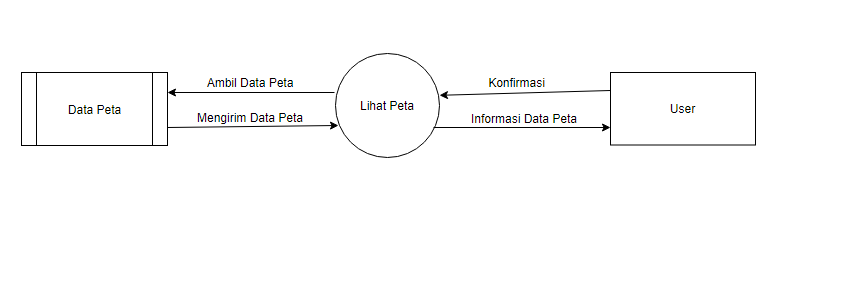 Ambil Data Peta
Konfirmasi
Data Peta
Lihat Peta
User
Mengirim Data Peta
Informasi Data Peta